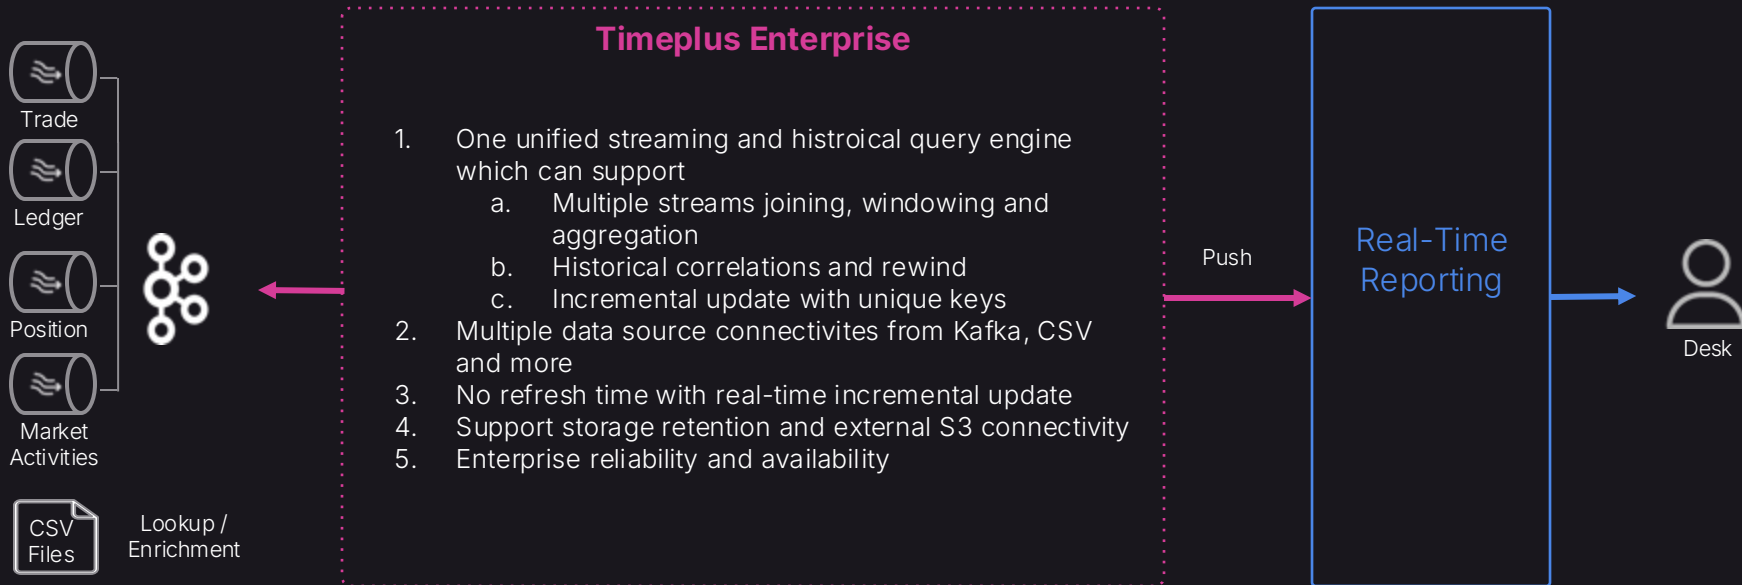 Timeplus Enterprise
Trade
Ledger
Position
Market
Activities
CSV
Files
Lookup /
Enrichment
1. One unified streaming and histroical query engine
which can support
a. Multiple streams joining, windowing and
aggregation
b. Historical correlations and rewind
c. Incremental update with unique keys
2. Multiple data source connectivites from Kafka, CSV
and more
3. No refresh time with real-time incremental update
4. Support storage retention and external S3 connectivity
5. Enterprise reliability and availability
Push
Real-Time
Reporting
Desk